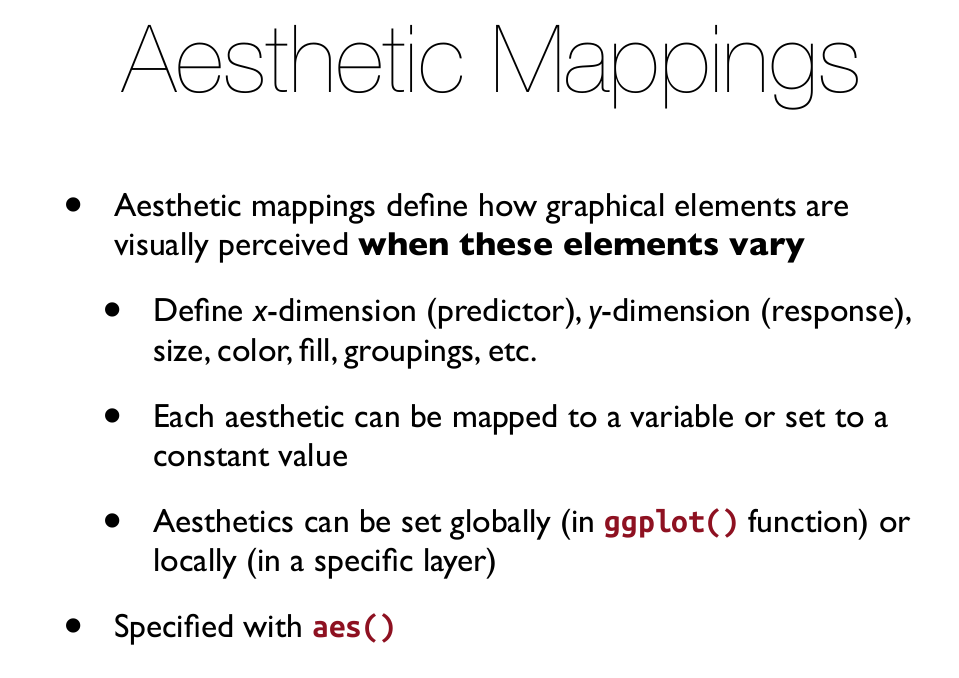 Aesthetic Mappings
• Aesthetic mappings define how graphical elements are
visually perceived when these elements vary
• Define x-dimension (predictor), y-dimension (response),
size, color, fill, groupings, etc.
• Each aesthetic can be mapped to a variable or set to a
constant value
• Aesthetics can be set globally (in ggplot() function) or
locally (in a specific layer)
• Specified with aes()